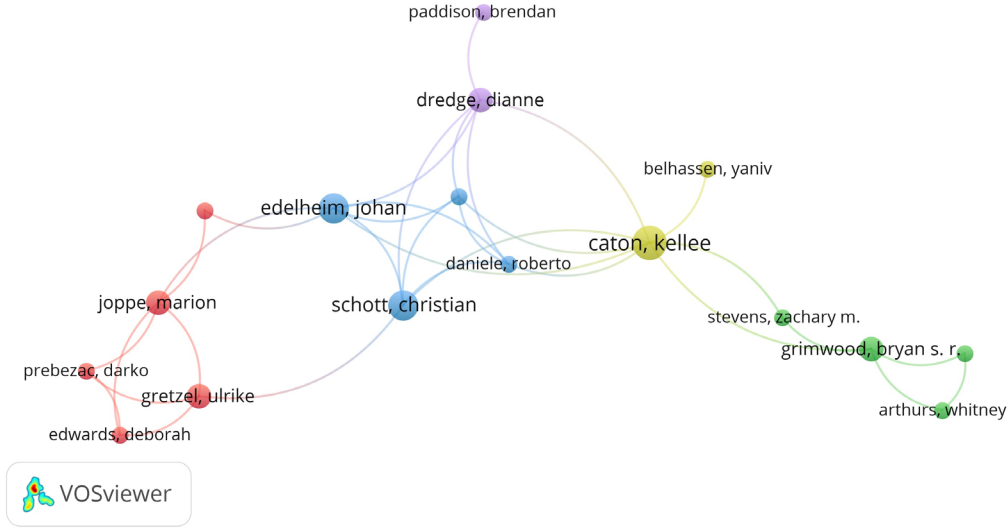 paddison, brendan
dredge, dianne
belhassen, yaniv
edelheim, johan
caton, kellee
daniele, roberto
joppe, marion
schott, christian
stevens, zachary m.
grimwood, bryan s. r.
prebezac, darko
gretzel, ulrike
arthurs, whitney
edwards, deborah
VOSviewer